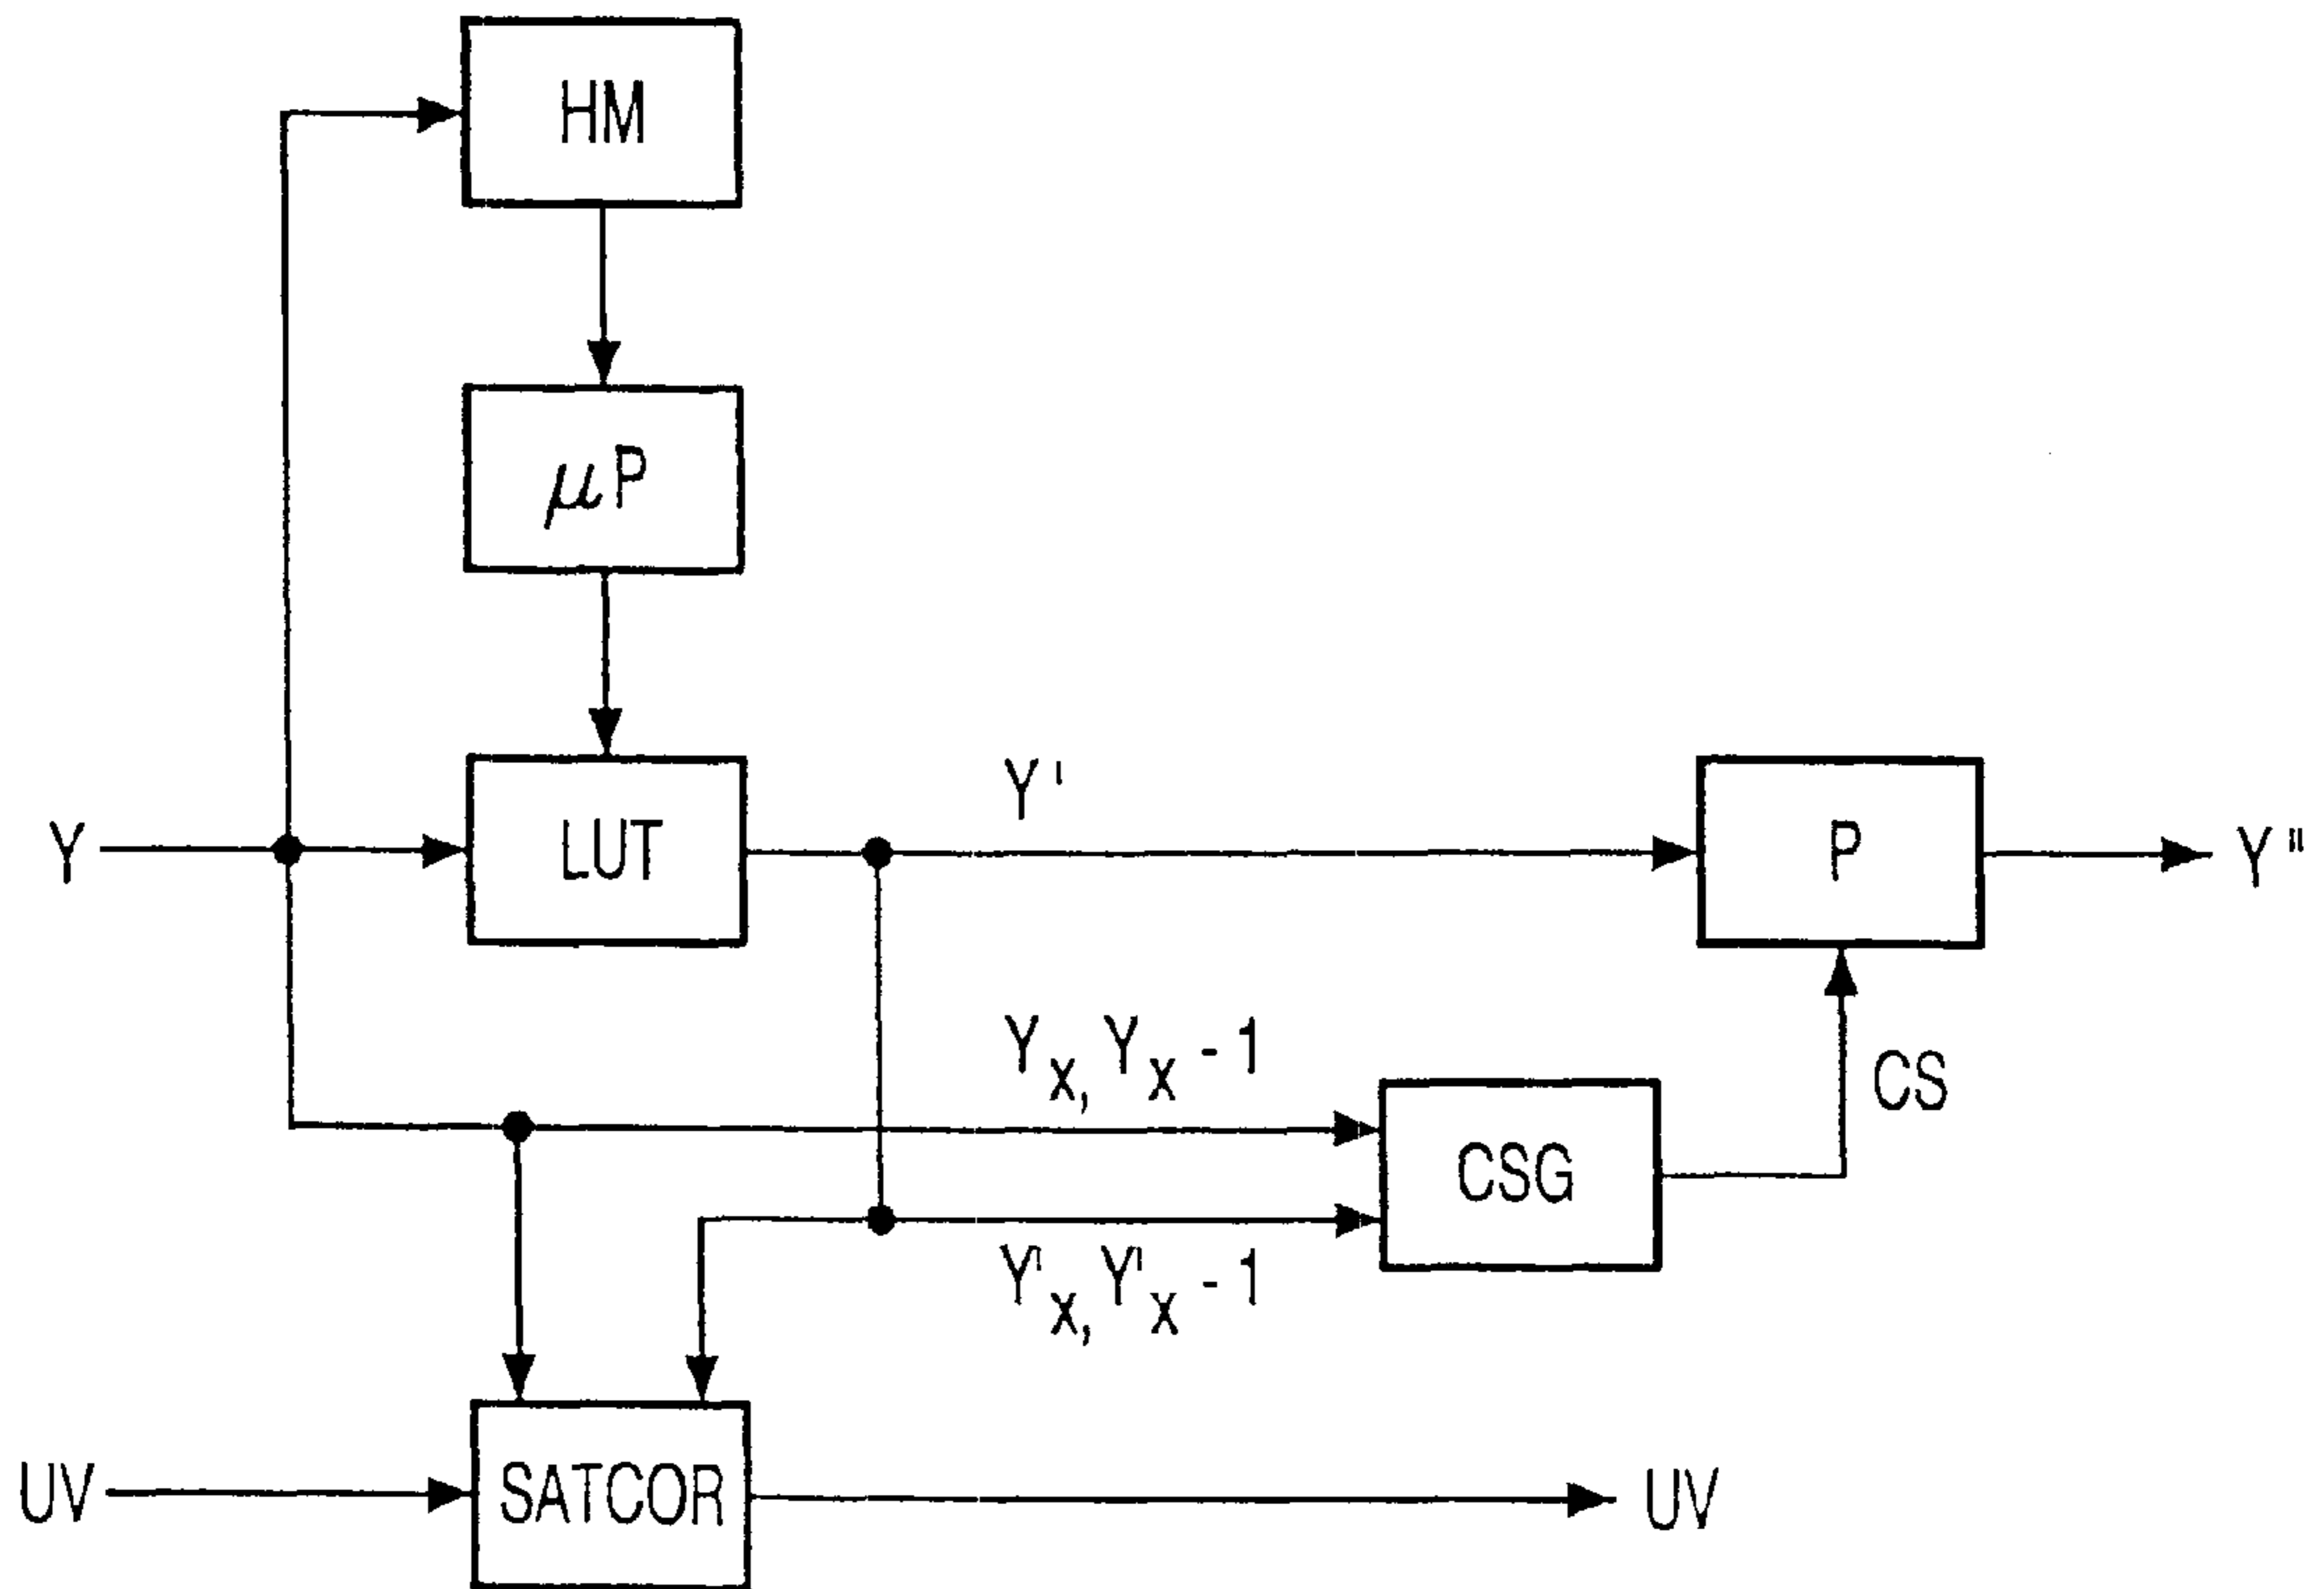 HM
μP
Y
LUT
Y'
P
Y"
Yx, Yx - 1
CS
CSG
Y'x, Y'x - 1
UV
SATCOR
UV